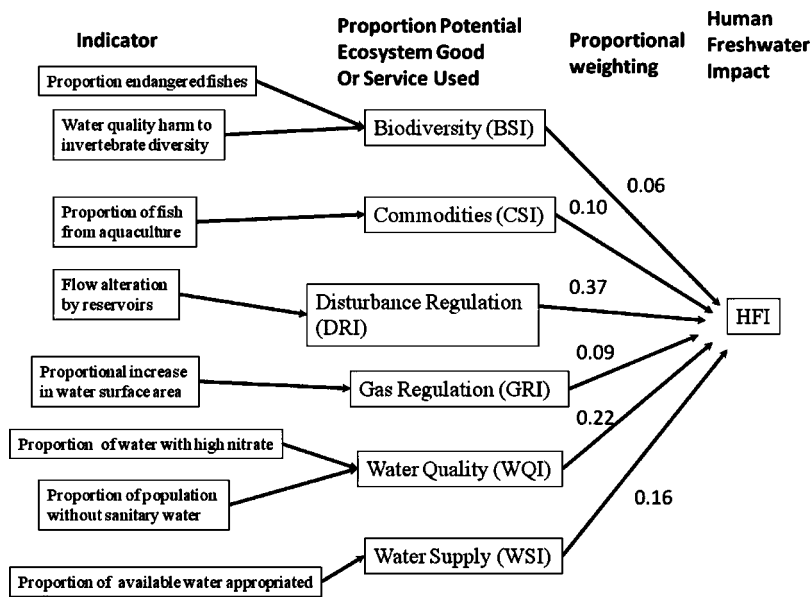 Indicator
Proportion Potential
Ecosystem Good
Or Service Used
Proportional
weighting
Human
Freshwater
Impact
Proportion endangered fishes
Water quality harm to
invertebrate diversity
Biodiversity (BSI)
0.06
Proportion of fish
from aquaculture
Commodities (CSI)
0.10
Flow alteration
by reservoirs
Disturbance Regulation
(DRI)
0.37
HFI
Proportional increase
in water surface area
Gas Regulation (GRI)
0.09
Proportion of water with high nitrate
Proportion of population
without sanitary water
Water Quality (WQI)
0.22
Proportion of available water appropriated
Water Supply (WSI)
0.16